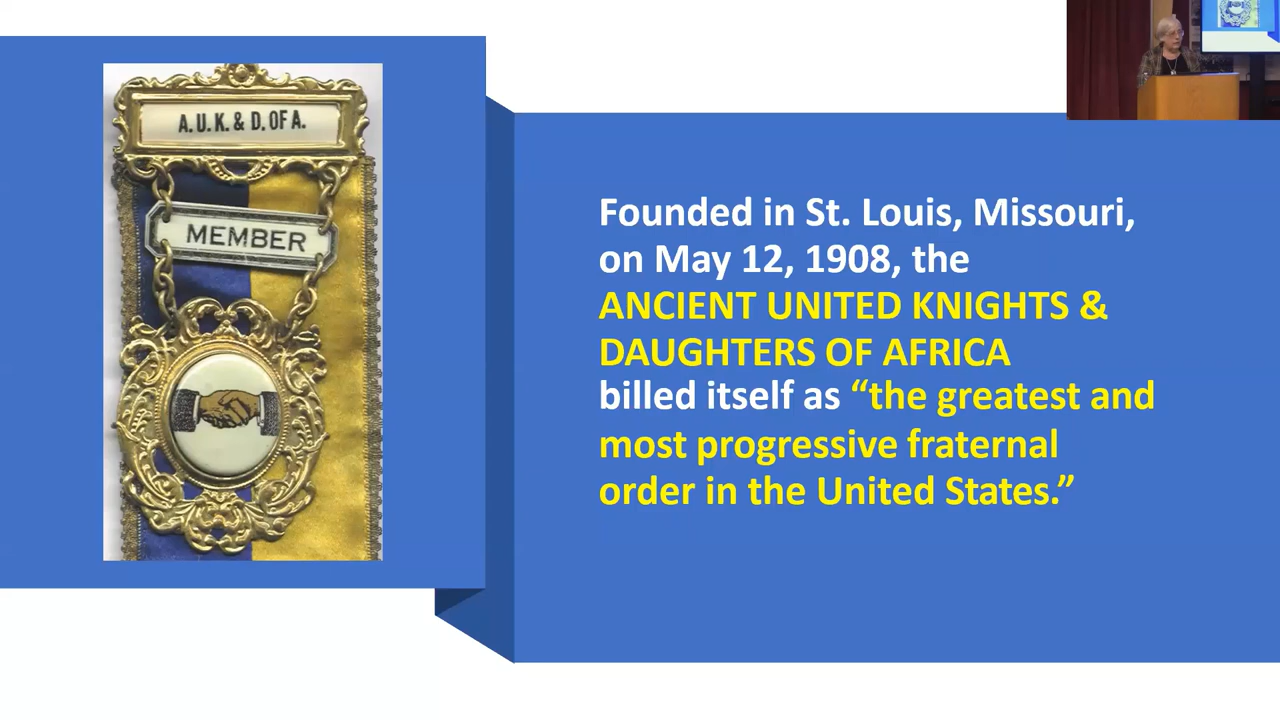 A. U. K. & D. OF A.
MEMBER
Founded in St. Louis, Missouri,
on May 12, 1908, the
ANCIENT UNITED KNIGHTS &
DAUGHTERS OF AFRICA
billed itself as “the greatest and
most progressive fraternal
order in the United States.”